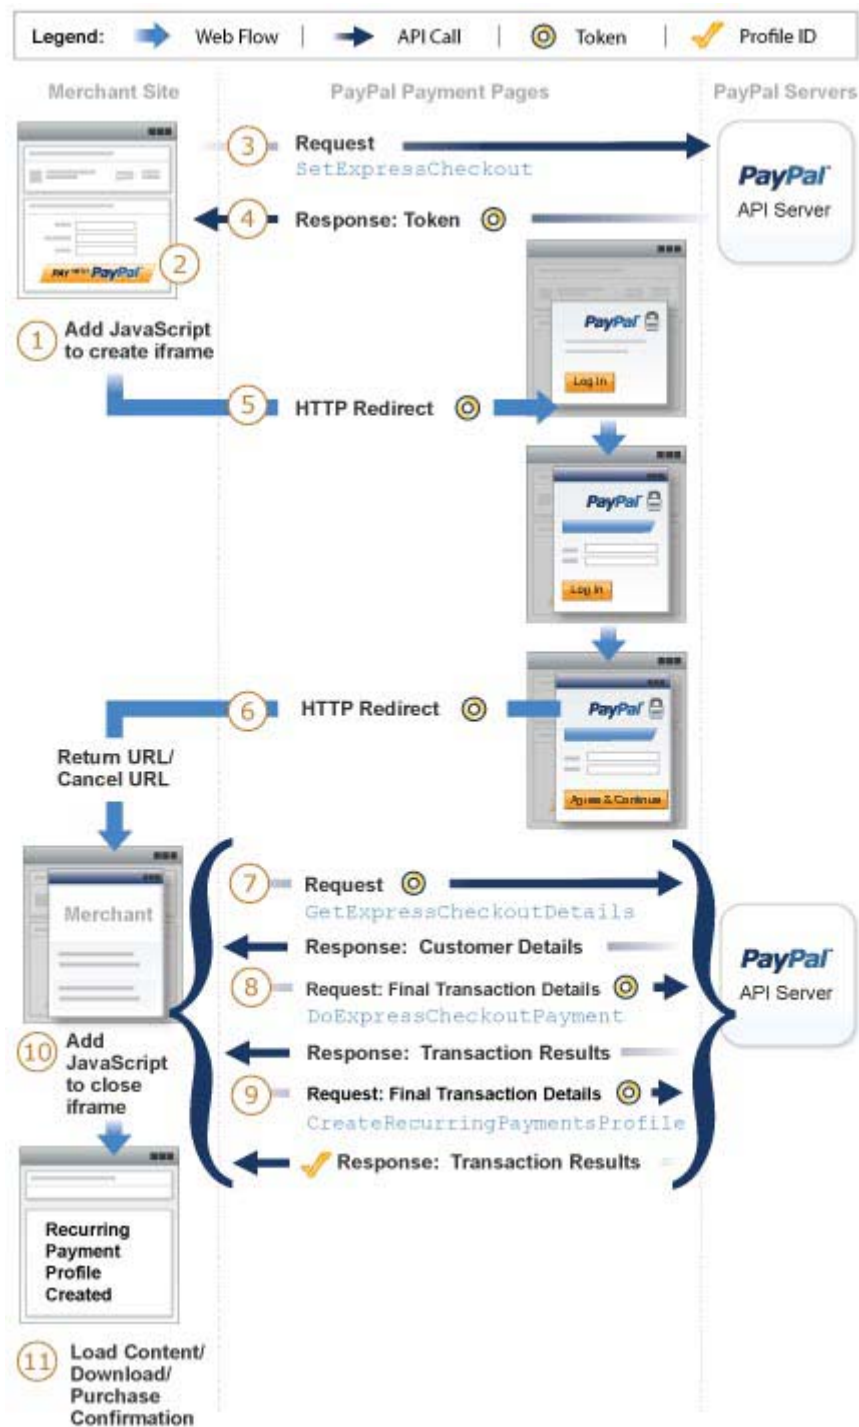 Legend: Web Flow | API Call | Token | Profile ID
Merchant Site PayPal Payment Pages PayPal Servers
3 Request
SetExpressCheckout
PayPal
API Server
4 Response: Token
PAY WITH PayPal
2
1 Add JavaScript
to create iframe
PayPal
Log In
5 HTTP Redirect
PayPal
Log In
6 HTTP Redirect
PayPal
Agree & Continue
Return URL/
Cancel URL
Merchant
7 Request
GetExpressCheckoutDetails
Response: Customer Details
8 Request: Final Transaction Details
DoExpressCheckoutPayment
Response: Transaction Results
9 Request: Final Transaction Details
CreateRecurringPaymentsProfile
Response: Transaction Results
PayPal
API Server
10 Add
JavaScript
to close
iframe
Recurring
Payment
Profile
Created
11 Load Content/
Download/
Purchase
Confirmation